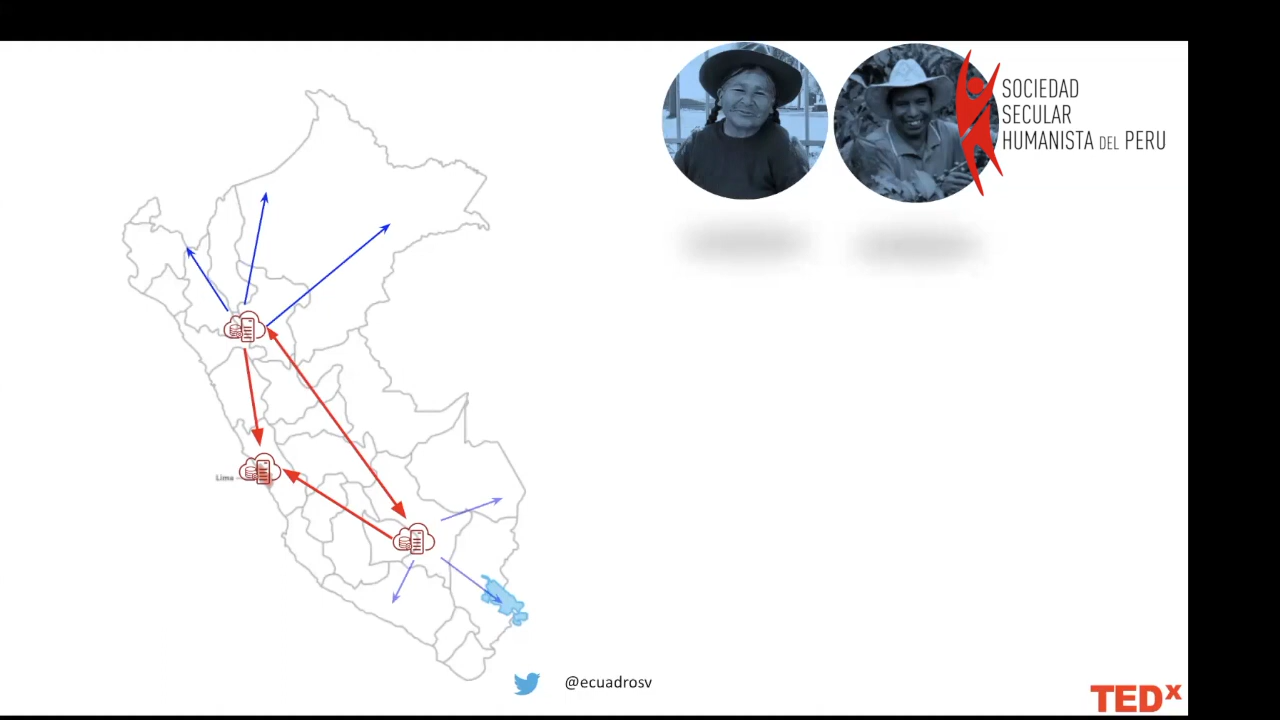 SOCIEDAD
SECULAR
HUMANISTA DEL PERU
Lima
@ecuadrosv
TEDx